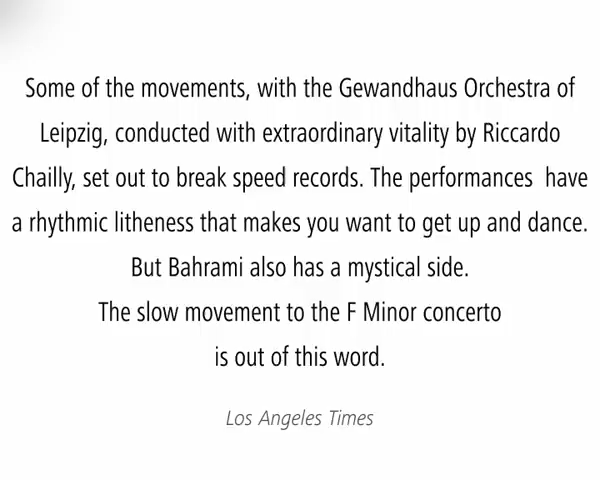 Some of the movements, with the Gewandhaus Orchestra of
Leipzig, conducted with extraordinary vitality by Riccardo
Chailly, set out to break speed records. The performances  have
a rhythmic litheness that makes you want to get up and dance.
But Bahrami also has a mystical side.
The slow movement to the F Minor concerto
is out of this word.
Los Angeles Times